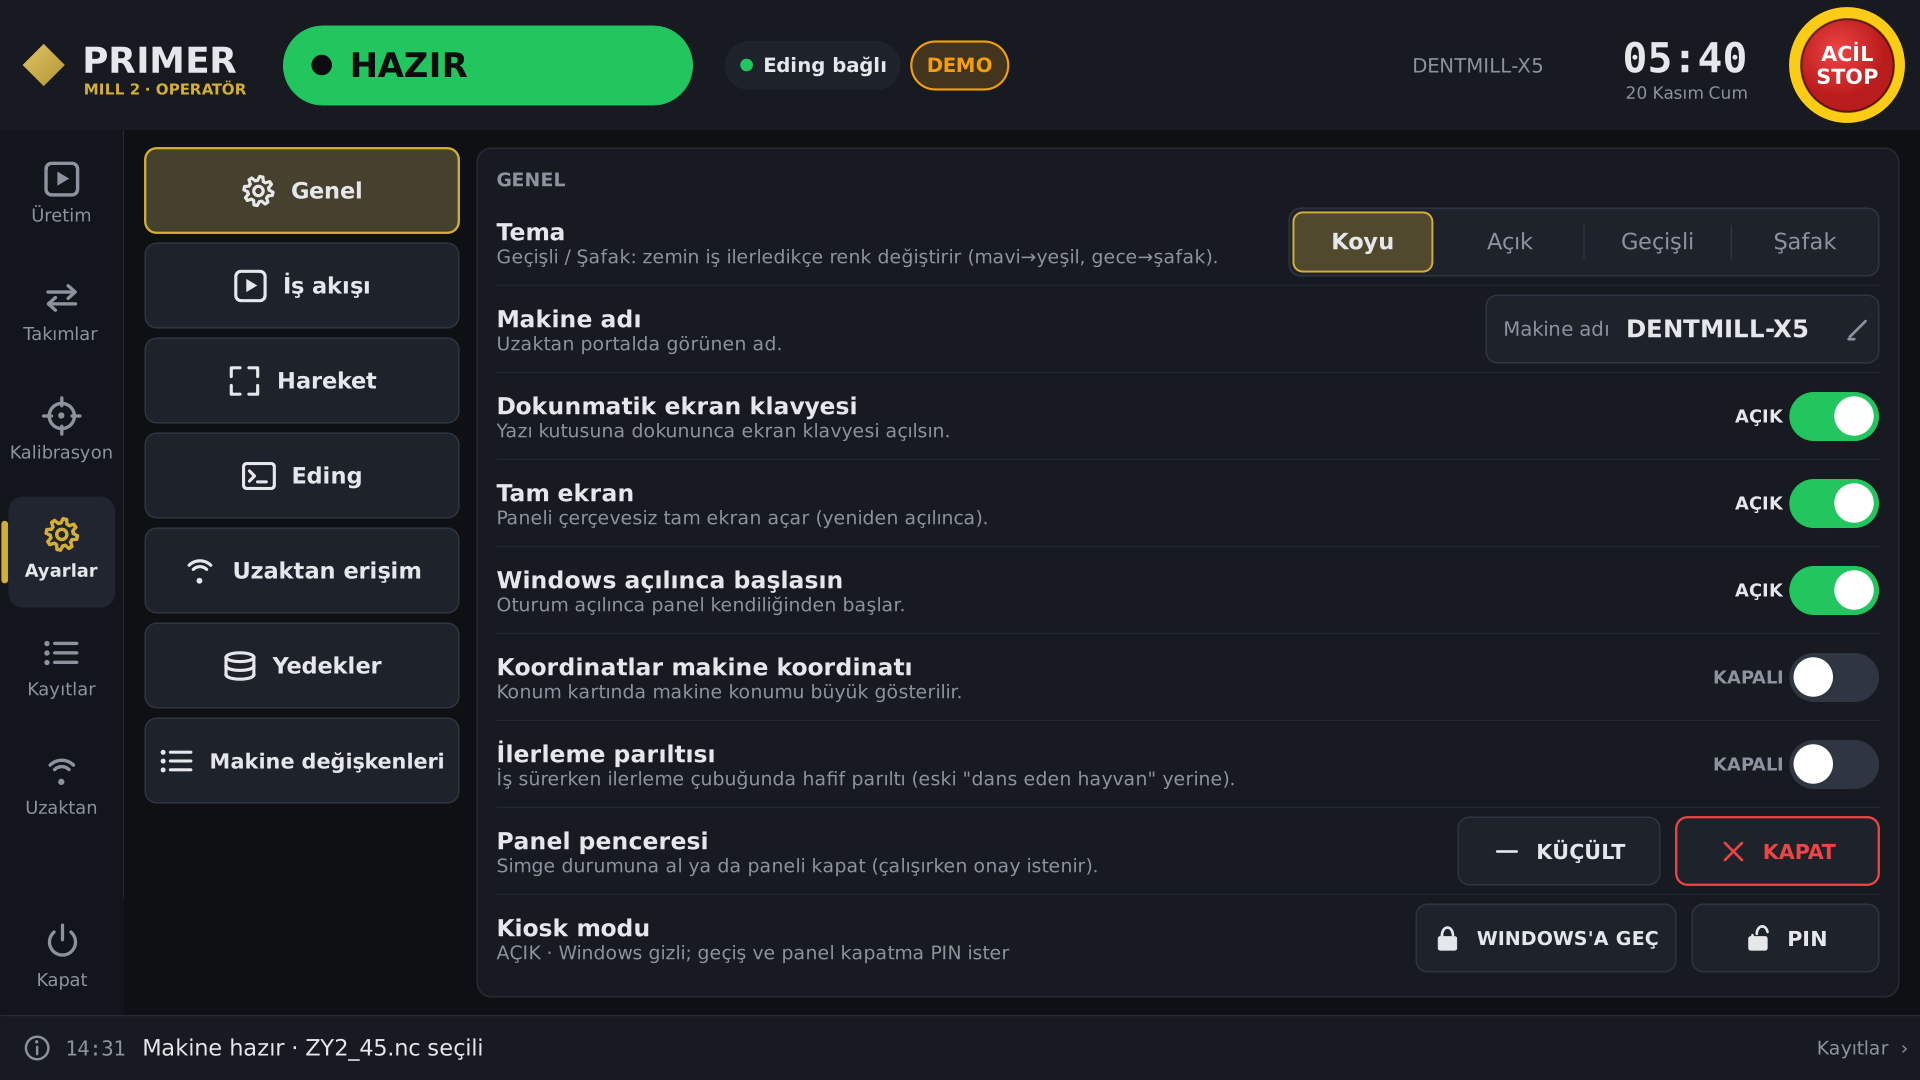 PRIMER
MILL 2 · OPERATÖR
HAZIR
Eding bağlı
DEMO
DENTMILL-X5
05:40
20 Kasım Cum
ACİL
STOP
Üretim
Takımlar
Kalibrasyon
Ayarlar
Kayıtlar
Uzaktan
Kapat
Genel
İş akışı
Hareket
Eding
Uzaktan erişim
Yedekler
Makine değişkenleri
GENEL
Tema
Geçişli / Şafak: zemin iş ilerledikçe renk değiştirir (mavi→yeşil, gece→şafak).
Koyu
Açık
Geçişli
Şafak
Makine adı
Uzaktan portalda görünen ad.
Makine adı DENTMILL-X5
Dokunmatik ekran klavyesi
Yazı kutusuna dokununca ekran klavyesi açılsın.
AÇIK
Tam ekran
Paneli çerçevesiz tam ekran açar (yeniden açılınca).
AÇIK
Windows açılınca başlasın
Oturum açılınca panel kendiliğinden başlar.
AÇIK
Koordinatlar makine koordinatı
Konum kartında makine konumu büyük gösterilir.
KAPALI
İlerleme parıltısı
İş sürerken ilerleme çubuğunda hafif parıltı (eski "dans eden hayvan" yerine).
KAPALI
Panel penceresi
Simge durumuna al ya da paneli kapat (çalışırken onay istenir).
KÜÇÜLT
KAPAT
Kiosk modu
AÇIK · Windows gizli; geçiş ve panel kapatma PIN ister
WINDOWS'A GEÇ
PIN
14:31 Makine hazır · ZY2_45.nc seçili
Kayıtlar ›